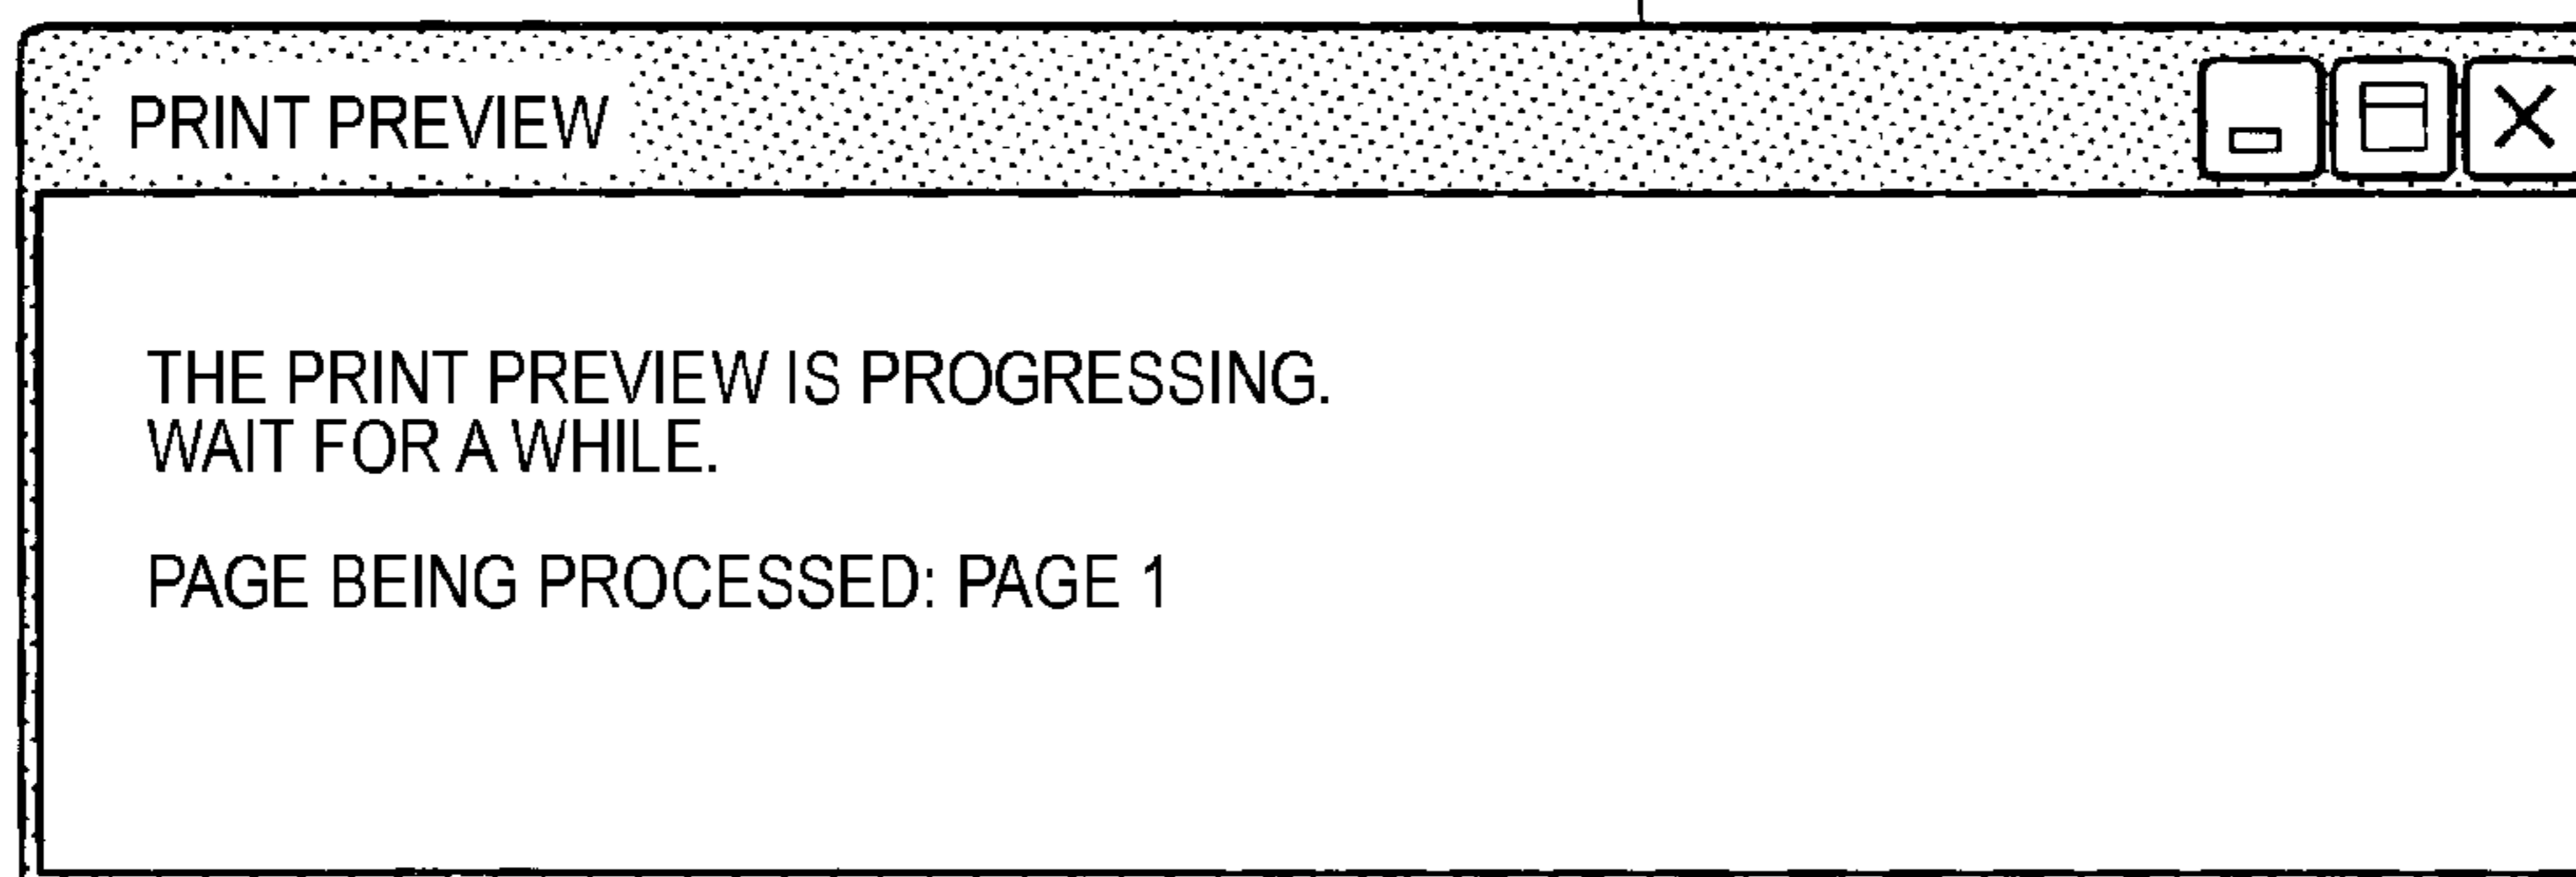 PRINT PREVIEW
THE PRINT PREVIEW IS PROGRESSING.
WAIT FOR A WHILE.
PAGE BEING PROCESSED: PAGE 1